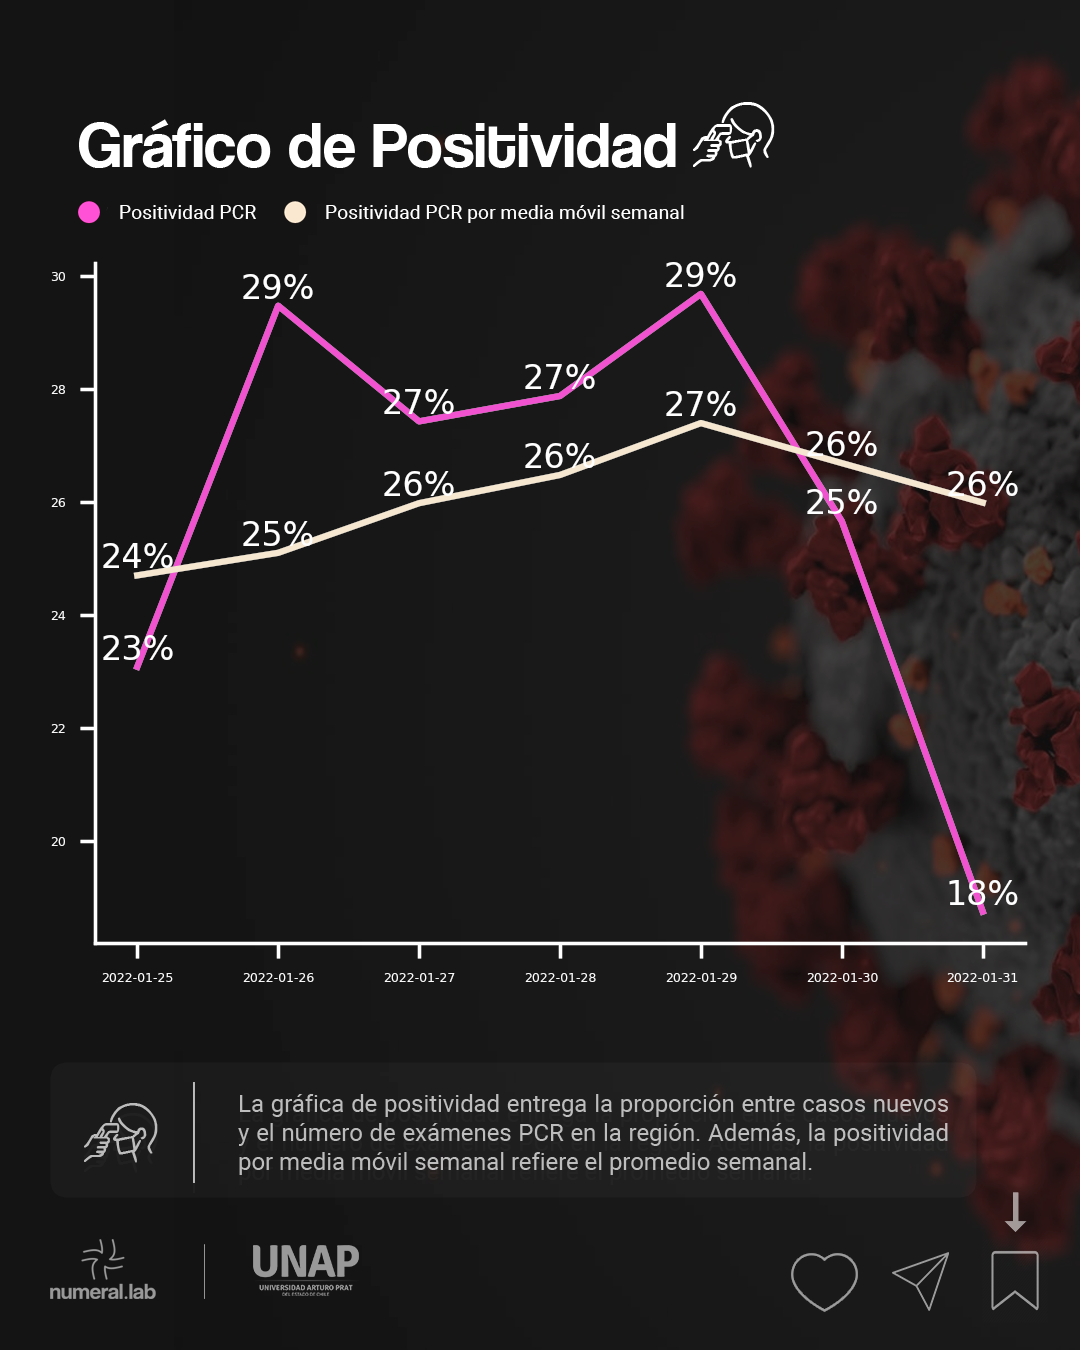 Gráfico de Positividad
Positividad PCR
Positividad PCR por media móvil semanal
30
28
26
24
22
20
29%
29%
27%
27%
27%
26%
26%
26%
26%
25%
25%
24%
23%
18%
2022-01-25
2022-01-26
2022-01-27
2022-01-28
2022-01-29
2022-01-30
2022-01-31
La gráfica de positividad entrega la proporción entre casos nuevos
y el número de exámenes PCR en la región. Además, la positividad
por media móvil semanal refiere el promedio semanal.
numeral.lab
UNAP
UNIVERSIDAD ARTURO PRAT
DEL ESTADO DE CHILE